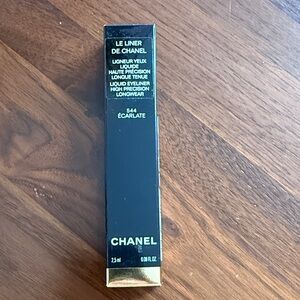 LE LINER
DE CHANEL
LIGNEUR YEUX
LIQUIDE
HAUTE PRÉCISION
LONGUE TENUE
LIQUID EYELINER
HIGH PRECISION
LONGWEAR
544
ÉCARLATE
CHANEL
2.5 ml 0.08 FL. OZ.